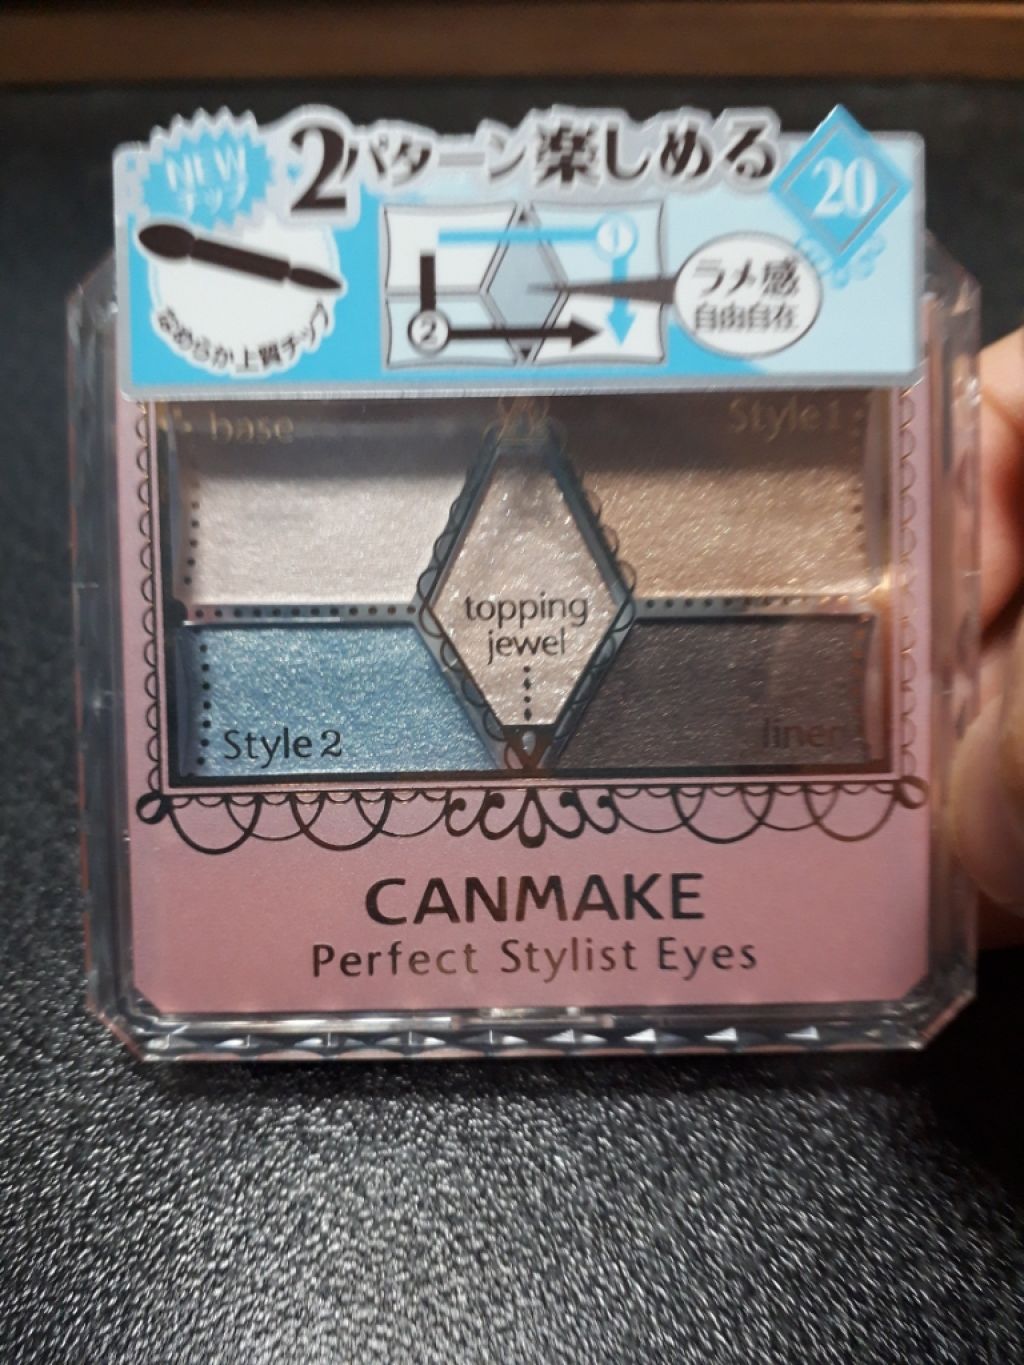 NEW
チップ
2パターン楽しめる
20
なめらか上質チップ
①
②
ラメ感
自由自在
base
Style1
topping
jewel
Style2
liner
CANMAKE
Perfect Stylist Eyes